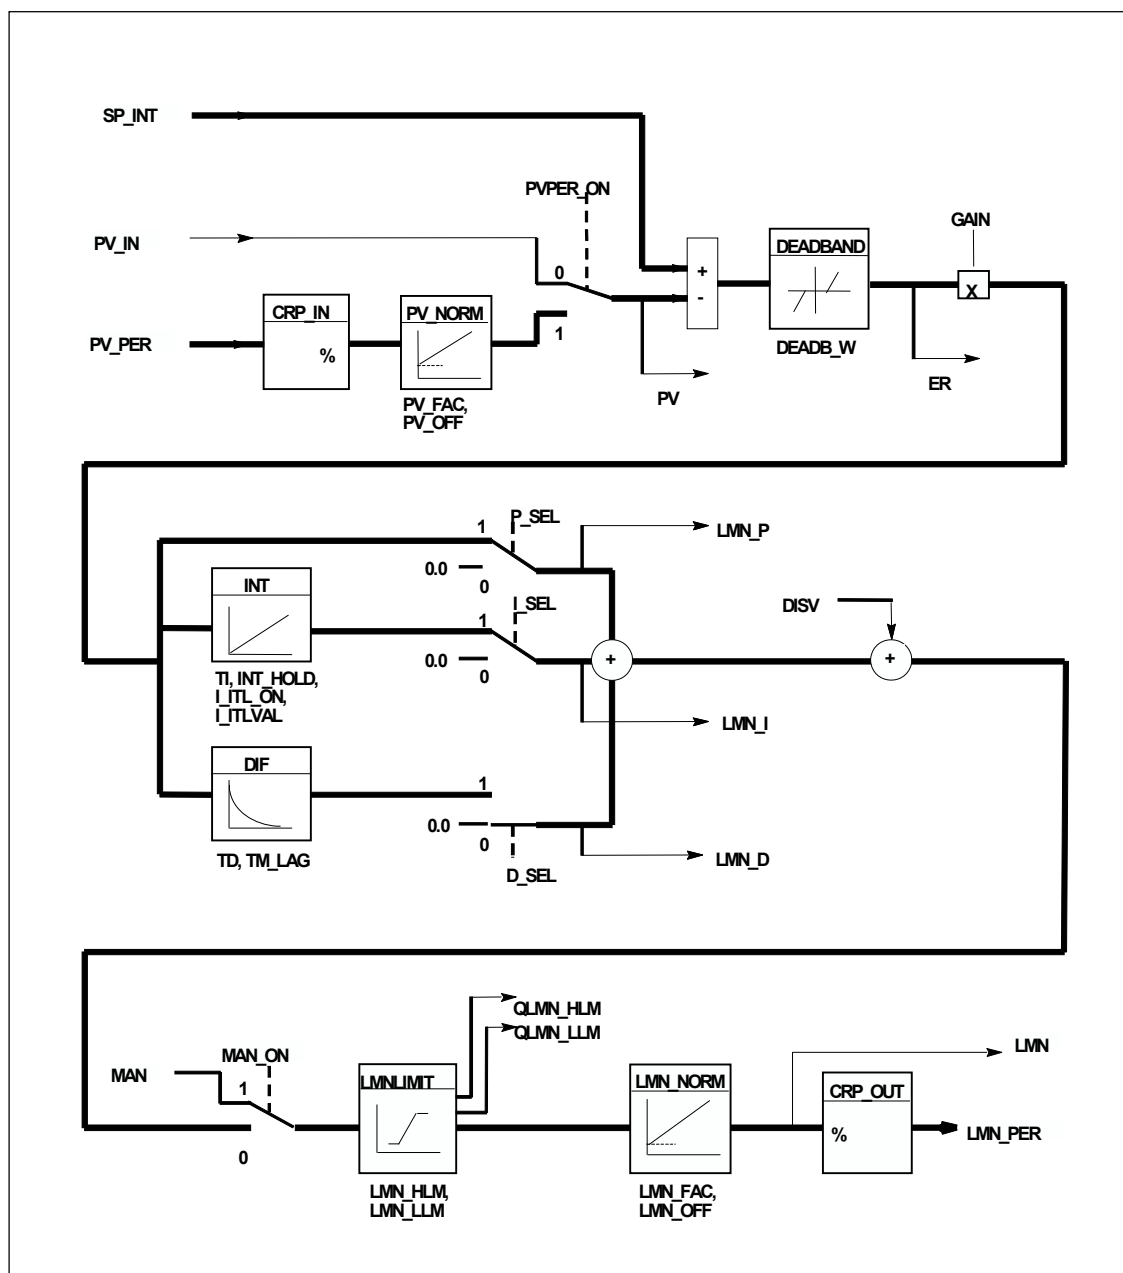 SP_INT
PVPER_ON
GAIN
PV_IN
DEADBAND
0
+
X
-
CRP_IN
PV_NORM
PV_PER
%
1
DEADB_W
ER
PV
PV_FAC,
PV_OFF
P_SEL
1
LMN_P
0.0
0
INT
I_SEL
DISV
1
0.0
+
+
0
TI, INT_HOLD,
I_ITL_ON,
I_ITLVAL
LMN_I
DIF
1
0.0
0
TD, TM_LAG
LMN_D
D_SEL
QLMN_HLM
QLMN_LLM
MAN_ON
LMN
MAN
1
LMNLIMIT
LMN_NORM
CRP_OUT
%
LMN_PER
0
LMN_HLM,
LMN_LLM
LMN_FAC,
LMN_OFF